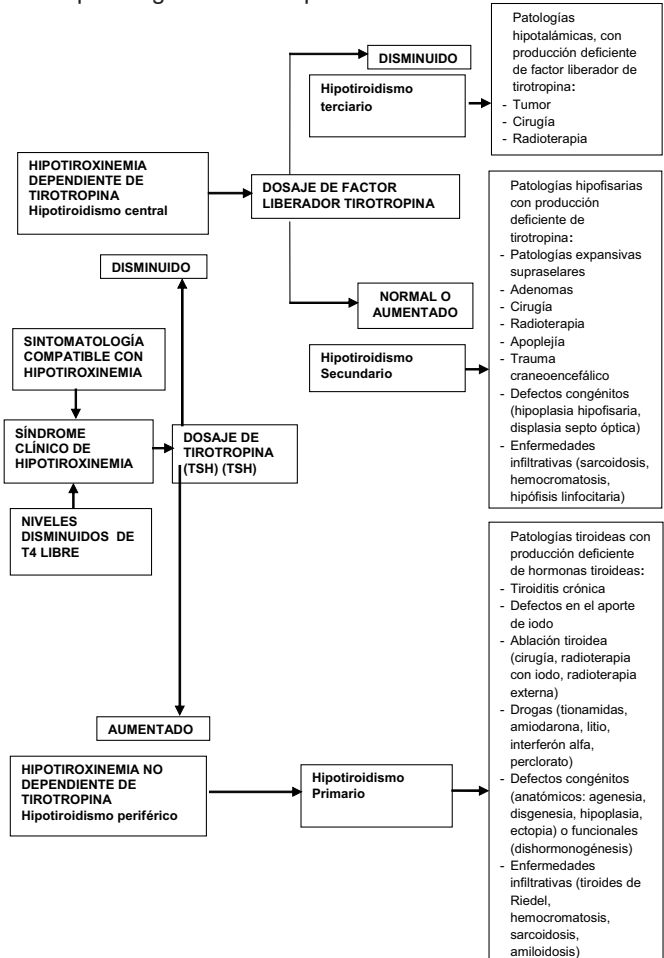 DISMINUIDO
Hipotiroidismo
terciario
Patologías
hipotalámicas, con
producción deficiente
de factor liberador de
tirotropina:
- Tumor
- Cirugía
- Radioterapia
HIPOTIROXINEMIA
DEPENDIENTE DE
TIROTROPINA
Hipotiroidismo central
DOSAJE DE FACTOR
LIBERADOR TIROTROPINA
DISMINUIDO
NORMAL O
AUMENTADO
Hipotiroidismo
Secundario
Patologías hipofisarias
con producción
deficiente de
tirotropina:
- Patologías expansivas
supraselares
- Adenomas
- Cirugía
- Radioterapia
- Apoplejía
- Trauma
craneoencefálico
- Defectos congénitos
(hipoplasia hipofisaria,
displasia septo óptica)
- Enfermedades
infiltrativas (sarcoidosis,
hemocromatosis,
hipófisis linfocitaria)
SINTOMATOLOGÍA
COMPATIBLE CON
HIPOTIROXINEMIA
SÍNDROME
CLÍNICO DE
HIPOTIROXINEMIA
DOSAJE DE
TIROTROPINA
(TSH) (TSH)
NIVELES
DISMINUIDOS DE
T4 LIBRE
AUMENTADO
HIPOTIROXINEMIA NO
DEPENDIENTE DE
TIROTROPINA
Hipotiroidismo periférico
Hipotiroidismo
Primario
Patologías tiroideas con
producción deficiente
de hormonas tiroideas:
- Tiroiditis crónica
- Defectos en el aporte
de iodo
- Ablación tiroidea
(cirugía, radioterapia
con iodo, radioterapia
externa)
- Drogas (tionamidas,
amiodarona, litio,
interferón alfa,
perclorato)
- Defectos congénitos
(anatómicos: agenesia,
disgenesia, hipoplasia,
ectopia) o funcionales
(dishormonogénesis)
- Enfermedades
infiltrativas (tiroides de
Riedel,
hemocromatosis,
sarcoidosis,
amiloidosis)